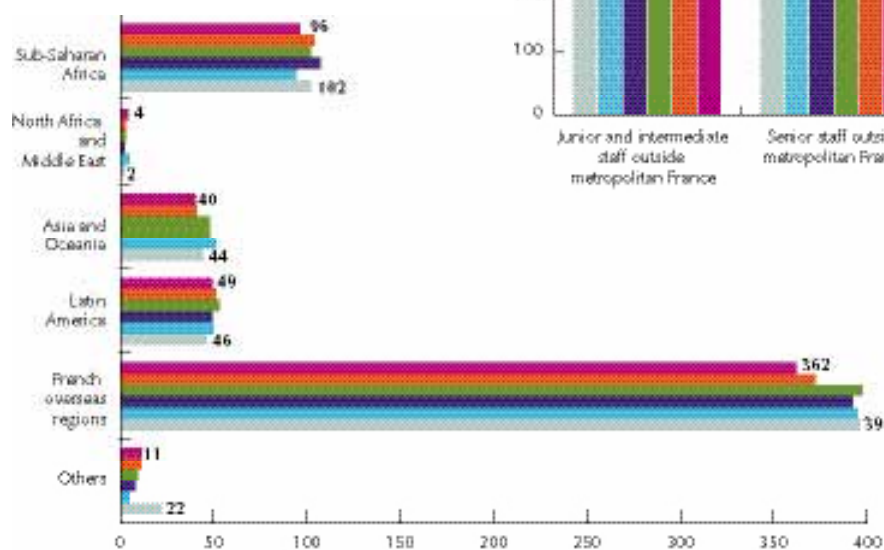 96
Sub-Saharan
Africa
102
4
North Africa
and
Middle East
2
40
Asia and
Oceania
44
49
Latin
America
46
362
French
overseas
regions
39
11
Others
22
0 50 100 150 200 250 300 350 400
100
0
Junior and intermediate
staff outside
metropolitan France
Senior staff outsi
metropolitan Fran